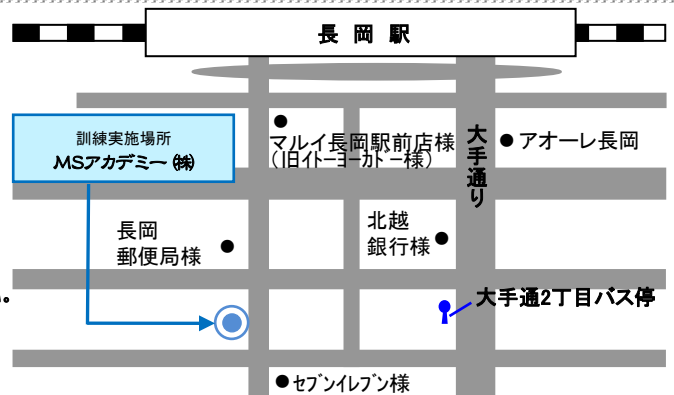 長 岡 駅
訓練実施場所
MSアカデミー ㈱
マルイ長岡駅前店様
（旧イトーヨーカドー様）
大手通り
アオーレ長岡
長岡
郵便局様
北越
銀行様
。
大手通2丁目バス停
セブンイレブン様